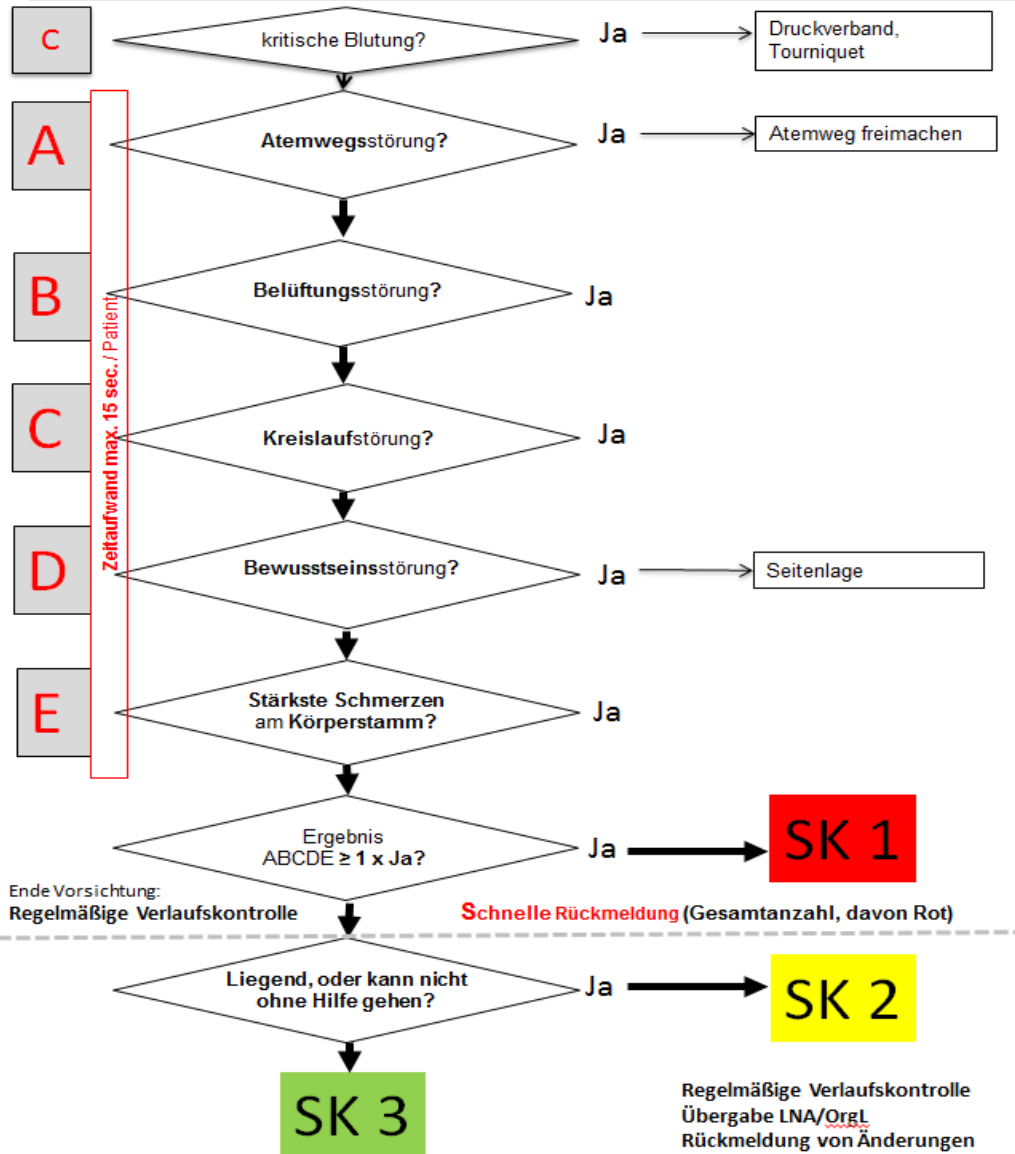 c
kritische Blutung?
Ja
Druckverband,
Tourniquet
A
Atemwegsstörung?
Ja
Atemweg freimachen
B
Belüftungsstörung?
Ja
Zeitaufwand max. 15 sec. / Patient
C
Kreislaufstörung?
Ja
D
Bewusstseinsstörung?
Ja
Seitenlage
E
Stärkste Schmerzen
am Körperstamm?
Ja
Ergebnis
ABCDE ≥ 1 x Ja?
Ja
SK 1
Ende Vorsichtung:
Regelmäßige Verlaufskontrolle
Schnelle Rückmeldung (Gesamtanzahl, davon Rot)
Liegend, oder kann nicht
ohne Hilfe gehen?
Ja
SK 2
SK 3
Regelmäßige Verlaufskontrolle
Übergabe LNA/OrgL
Rückmeldung von Änderungen